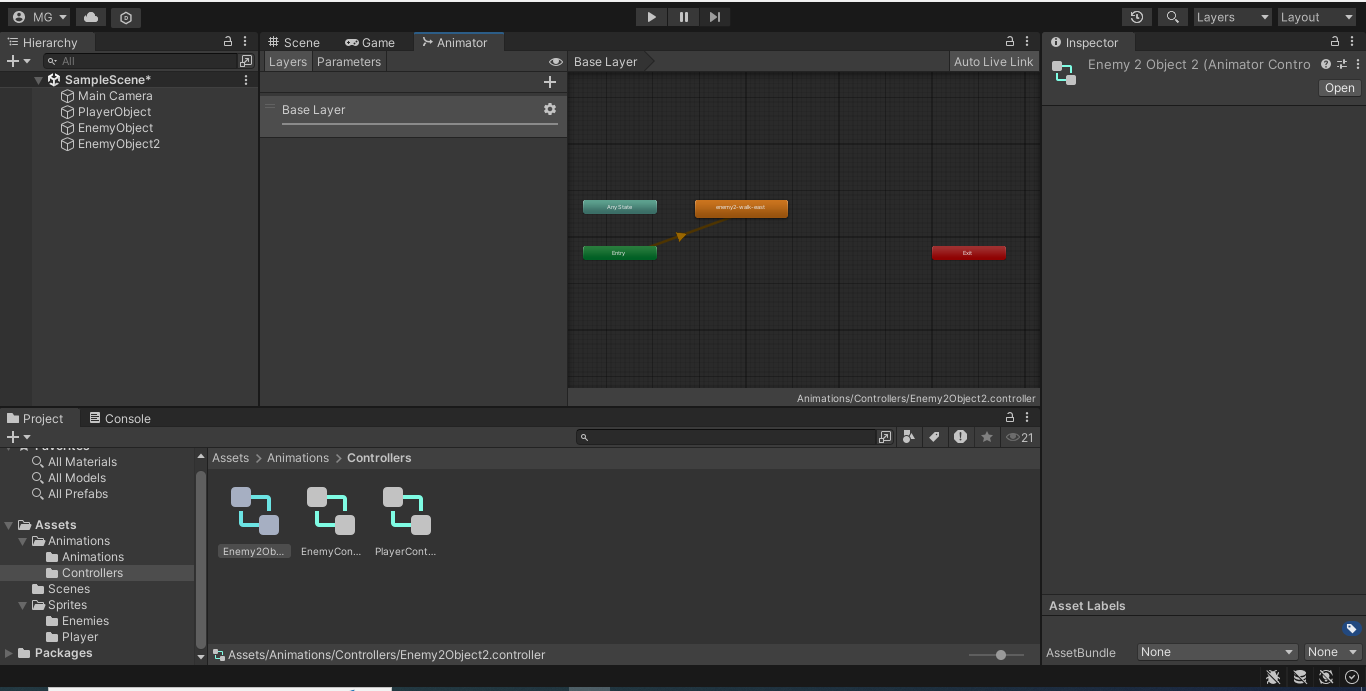 MG
Layers
Layout
Hierarchy
All
SampleScene*
Main Camera
PlayerObject
EnemyObject
EnemyObject2
Scene
Game
Animator
Layers
Parameters
Base Layer
Auto Live Link
Base Layer
Any State
enemy2-walk-east
Entry
Exit
Animations/Controllers/Enemy2Object2.controller
Inspector
Enemy 2 Object 2 (Animator Contro
Open
Project
Console
21
Favorites
All Materials
All Models
All Prefabs
Assets
Animations
Animations
Controllers
Scenes
Sprites
Enemies
Player
Packages
Assets > Animations > Controllers
Enemy2Ob...
EnemyCon...
PlayerCont...
Assets/Animations/Controllers/Enemy2Object2.controller
Asset Labels
AssetBundle
None
None